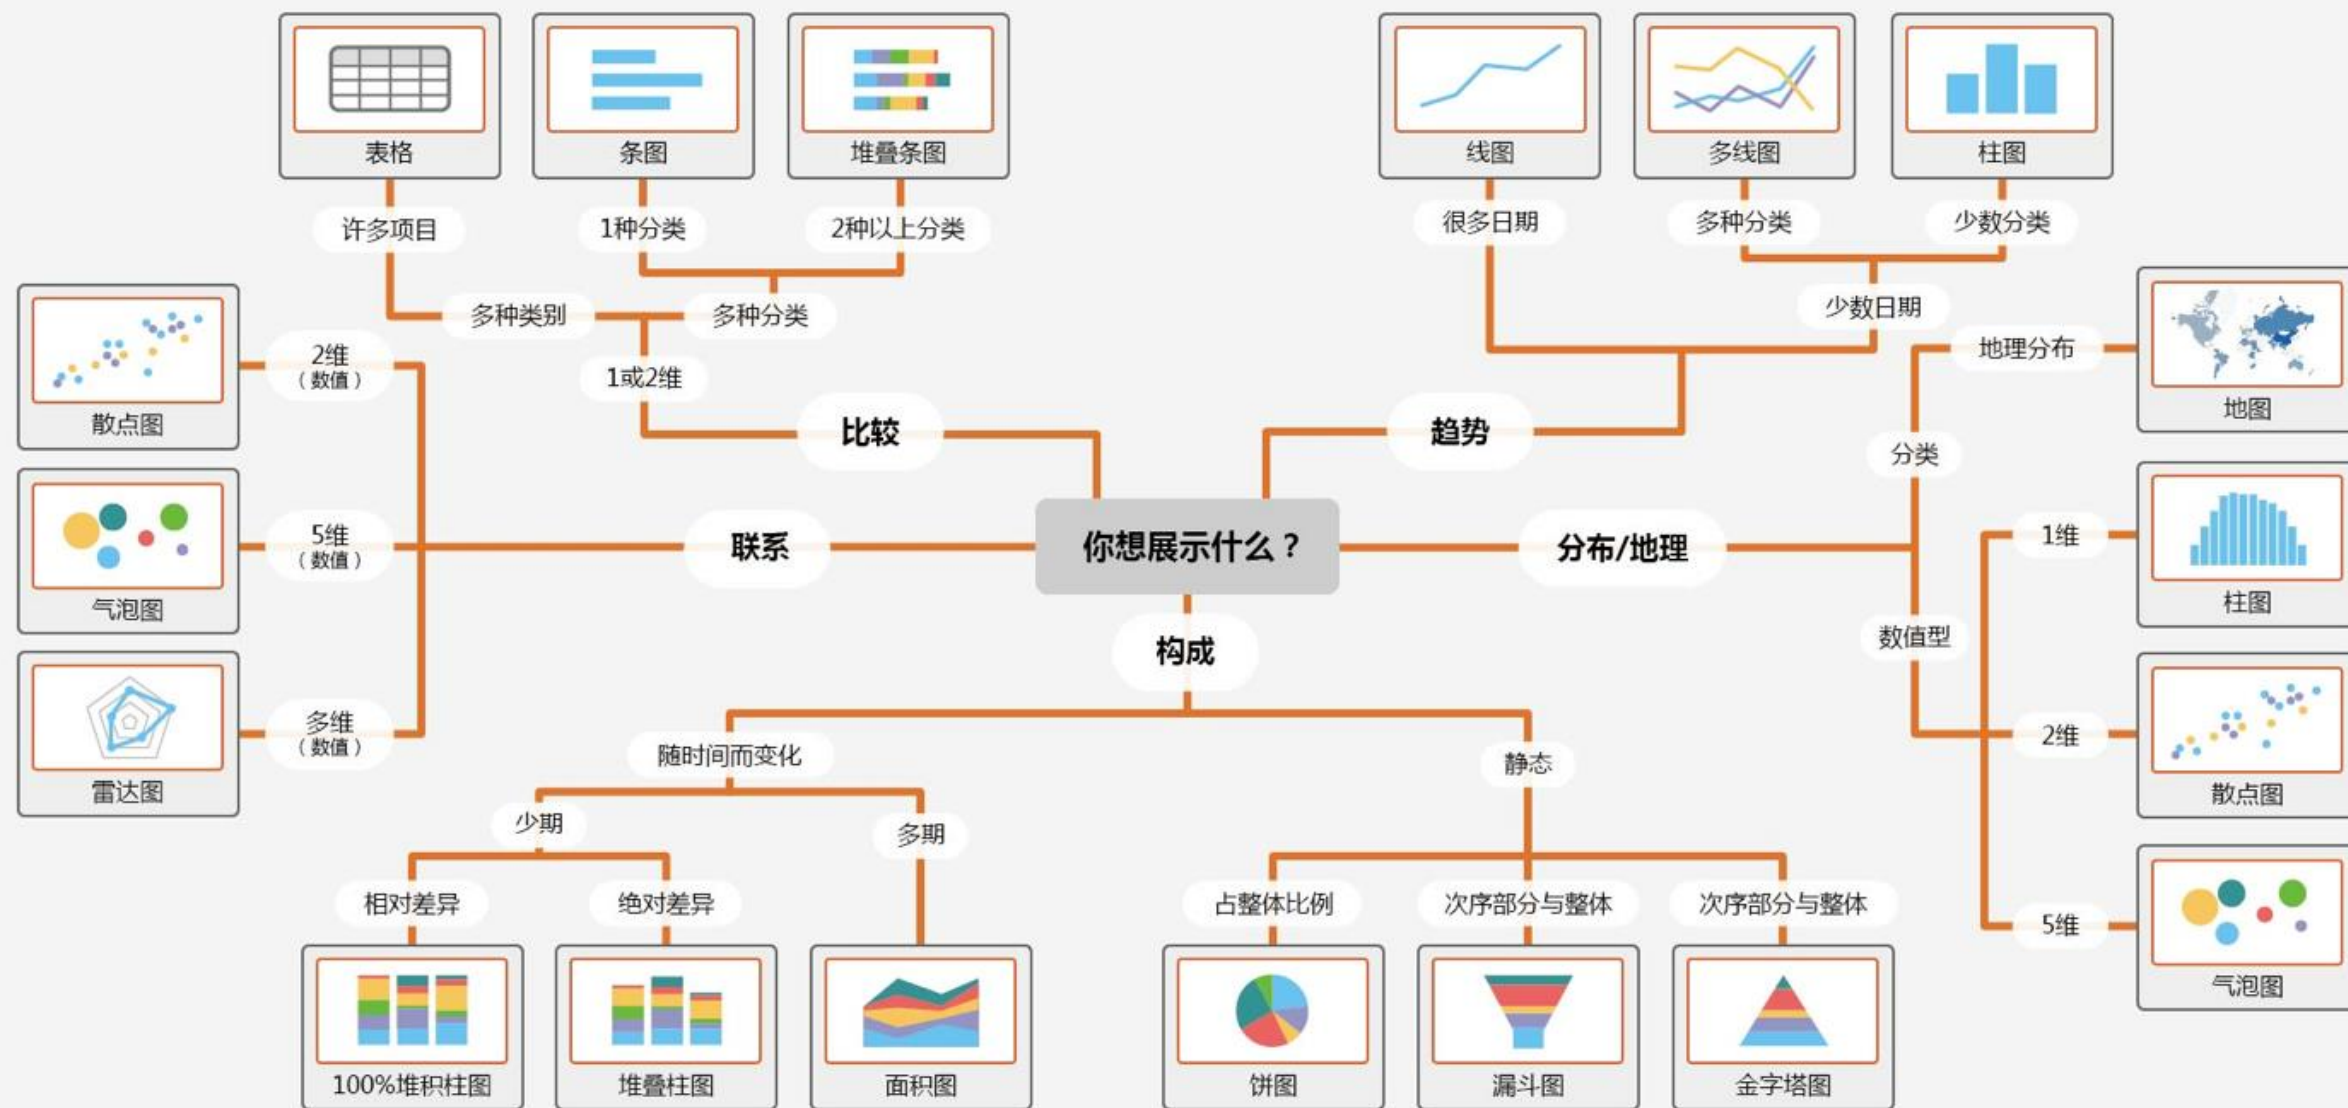 表格
条图
堆叠条图
线图
多线图
柱图
许多项目
1种分类
2种以上分类
很多日期
多种分类
少数分类
多种类别
多种分类
少数日期
1或2维
地理分布
地图
2维
（数值）
散点图
比较
趋势
分类
5维
（数值）
气泡图
联系
你想展示什么？
分布/地理
1维
柱图
构成
数值型
多维
（数值）
雷达图
2维
散点图
随时间而变化
静态
少期
多期
相对差异
绝对差异
占整体比例
次序部分与整体
次序部分与整体
5维
气泡图
100%堆积柱图
堆叠柱图
面积图
饼图
漏斗图
金字塔图